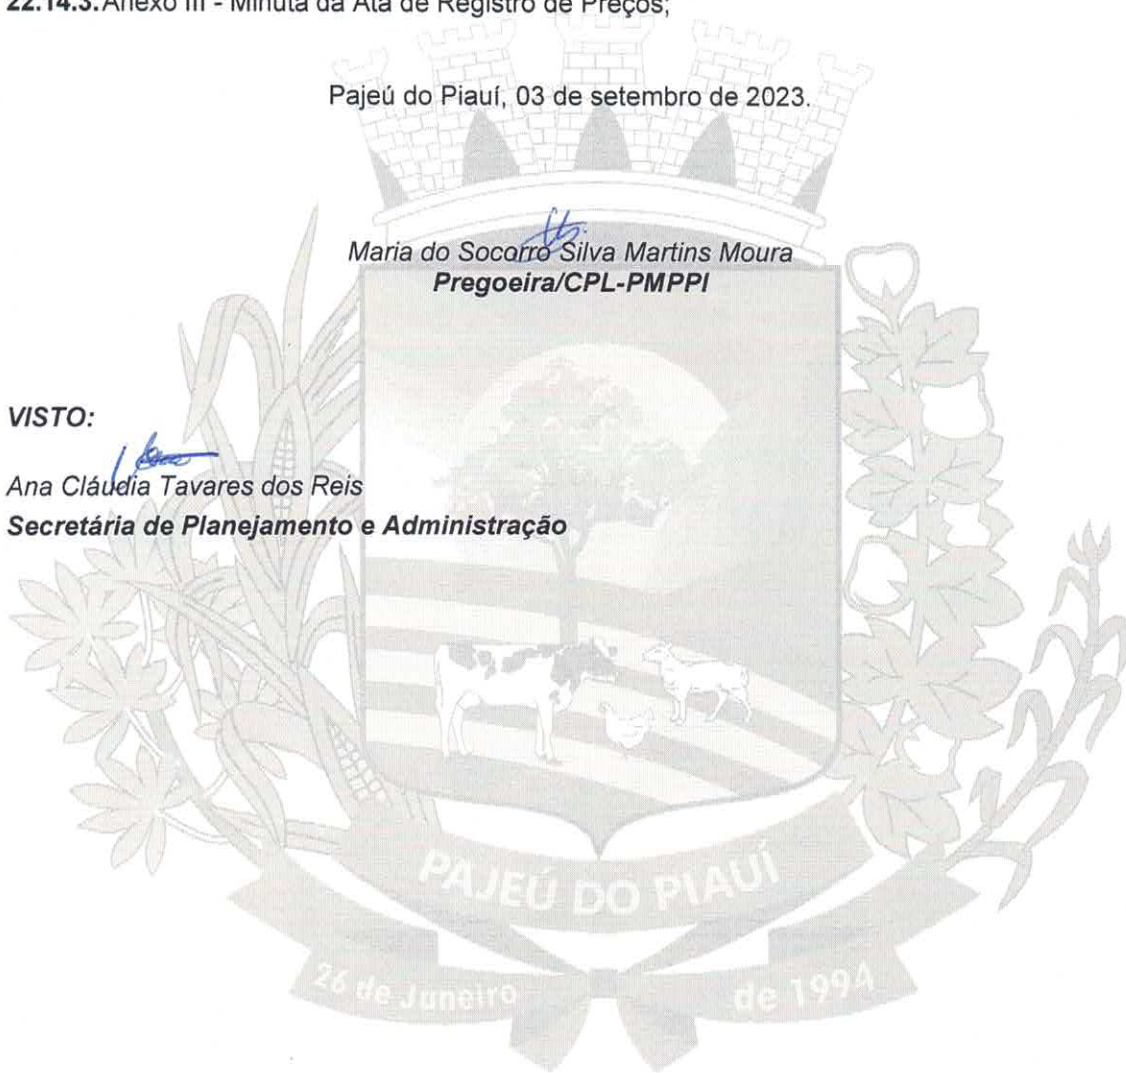 22.14.3. Anexo III - Minuta da Ata de Registro de Preços;
Pajeú do Piauí, 03 de setembro de 2023.
Maria do Socorro Silva Martins Moura
Pregoeira/CPL-PMPPI
VISTO:
Ana Cláudia Tavares dos Reis
Secretária de Planejamento e Administração
PAJEÚ DO PIAUÍ
26 de Juneiro de 1994